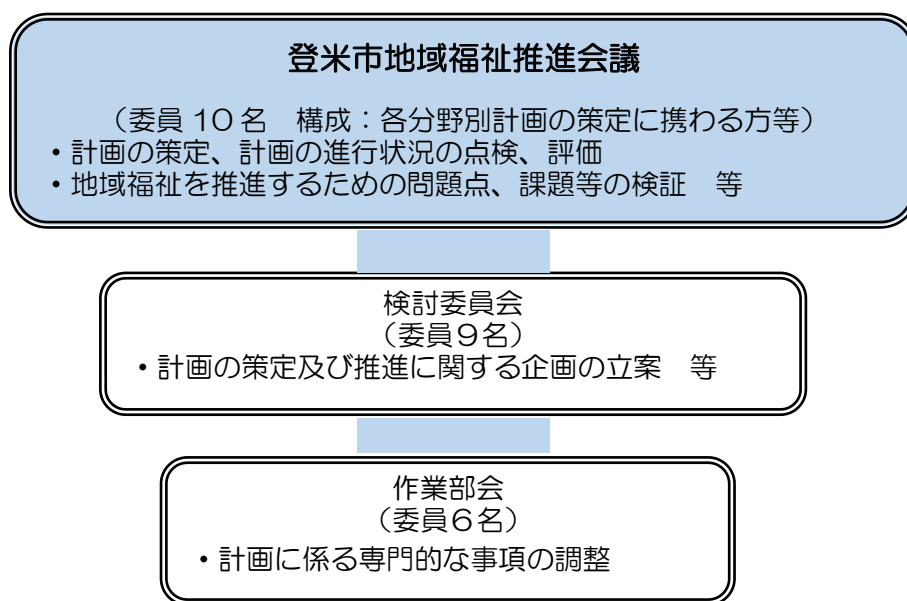 登米市地域福祉推進会議
（委員 10 名　構成：各分野別計画の策定に携わる方等）
・計画の策定、計画の進行状況の点検、評価
・地域福祉を推進するための問題点、課題等の検証　等
検討委員会
（委員９名）
・計画の策定及び推進に関する企画の立案　等
作業部会
（委員６名）
・計画に係る専門的な事項の調整